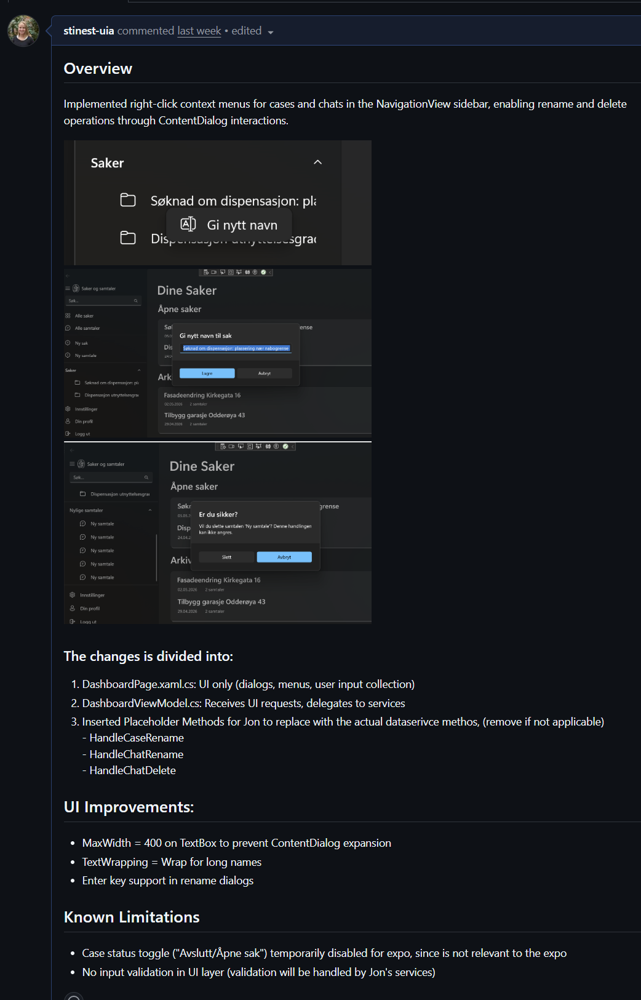 stinest-uia commented last week • edited
Overview
Implemented right-click context menus for cases and chats in the NavigationView sidebar, enabling rename and delete
operations through ContentDialog interactions.
Saker
Søknad om dispensasjon: pla
Gi nytt navn
Dispensasjon utnyttelsesgrad
Saker og samtaler
Søk...
Alle saker
Alle samtaler
Ny sak
Ny samtale
Saker
Søknad om dispensasjon: pla
Dispensasjon utnyttelsesgrad
Innstillinger
Din profil
Logg ut
Dine Saker
Åpne saker
Gi nytt navn til sak
Søknad om dispensasjon: plassering nær nabogrense
Lagre
Avbryt
Fasadeendring Kirkegata 16
02.05.2026 2 samtaler
Tilbygg garasje Odderøya 43
29.04.2026 2 samtaler
Saker og samtaler
Søk...
Dispensasjon utnyttelsesgrad
Nylige samtaler
Ny samtale
Ny samtale
Ny samtale
Ny samtale
Ny samtale
Innstillinger
Din profil
Logg ut
Dine Saker
Åpne saker
Er du sikker?
Vil du slette samtalen 'Ny samtale'? Denne handlingen
kan ikke angres.
Slett
Avbryt
Fasadeendring Kirkegata 16
02.05.2026 2 samtaler
Tilbygg garasje Odderøya 43
29.04.2026 2 samtaler
The changes is divided into:
1. DashboardPage.xaml.cs: UI only (dialogs, menus, user input collection)
2. DashboardViewModel.cs: Receives UI requests, delegates to services
3. Inserted Placeholder Methods for Jon to replace with the actual dataserivce methos, (remove if not applicable)
- HandleCaseRename
- HandleChatRename
- HandleChatDelete
UI Improvements:
• MaxWidth = 400 on TextBox to prevent ContentDialog expansion
• TextWrapping = Wrap for long names
• Enter key support in rename dialogs
Known Limitations
• Case status toggle ("Avslutt/Åpne sak") temporarily disabled for expo, since is not relevant to the expo
• No input validation in UI layer (validation will be handled by Jon's services)